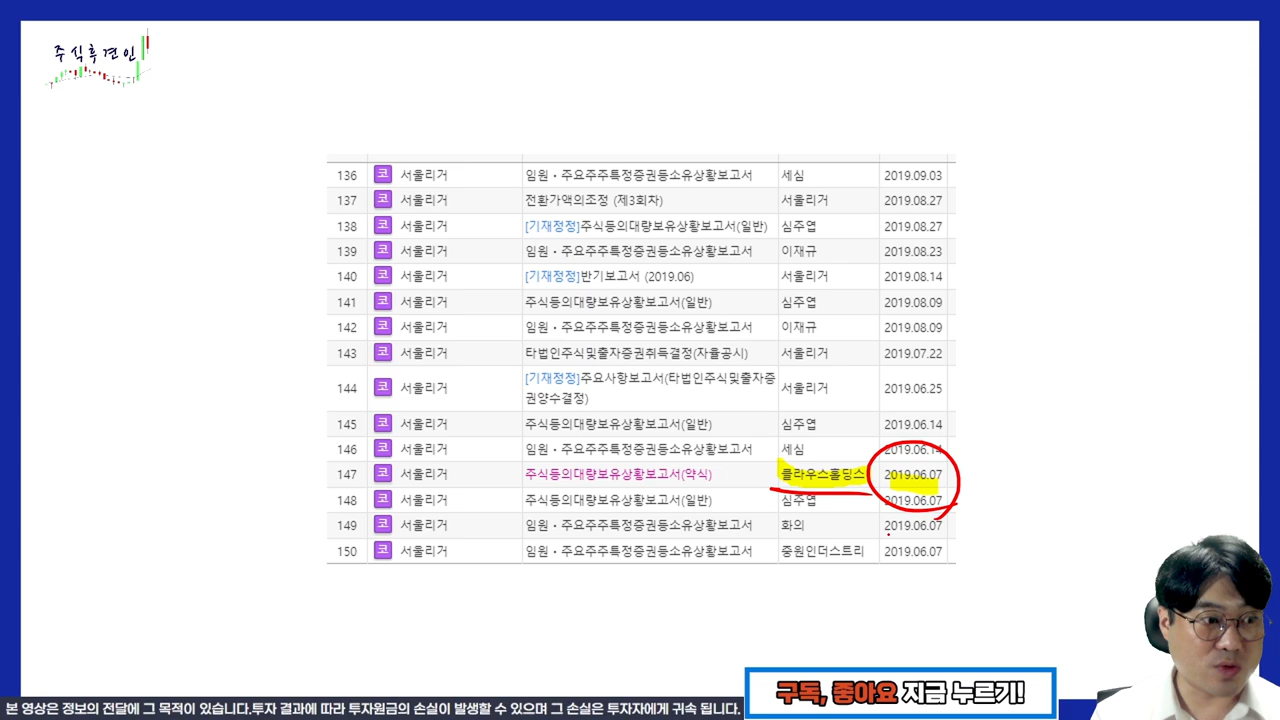 주식후견인
136 코 서울리거 임원・주요주주특정증권등소유상황보고서 세심 2019.09.03
137 코 서울리거 전환가액의조정 (제3회차) 서울리거 2019.08.27
138 코 서울리거 [기재정정]주식등의대량보유상황보고서(일반) 심주엽 2019.08.27
139 코 서울리거 임원・주요주주특정증권등소유상황보고서 이재규 2019.08.23
140 코 서울리거 [기재정정]반기보고서 (2019.06) 서울리거 2019.08.14
141 코 서울리거 주식등의대량보유상황보고서(일반) 심주엽 2019.08.09
142 코 서울리거 임원・주요주주특정증권등소유상황보고서 이재규 2019.08.09
143 코 서울리거 타법인주식및출자증권취득결정(자율공시) 서울리거 2019.07.22
144 코 서울리거 [기재정정]주요사항보고서(타법인주식및출자증
권양수결정) 서울리거 2019.06.25
145 코 서울리거 주식등의대량보유상황보고서(일반) 심주엽 2019.06.14
146 코 서울리거 임원・주요주주특정증권등소유상황보고서 세심 2019.06.14
147 코 서울리거 주식등의대량보유상황보고서(약식) 클라우스홀딩스 2019.06.07
148 코 서울리거 주식등의대량보유상황보고서(일반) 심주엽 2019.06.07
149 코 서울리거 임원・주요주주특정증권등소유상황보고서 화의 2019.06.07
150 코 서울리거 임원・주요주주특정증권등소유상황보고서 중원인더스트리 2019.06.07
구독, 좋아요 지금 누르기!
본 영상은 정보의 전달에 그 목적이 있습니다.투자 결과에 따라 투자원금의 손실이 발생할 수 있으며 그 손실은 투자자에게 귀속 됩니다.